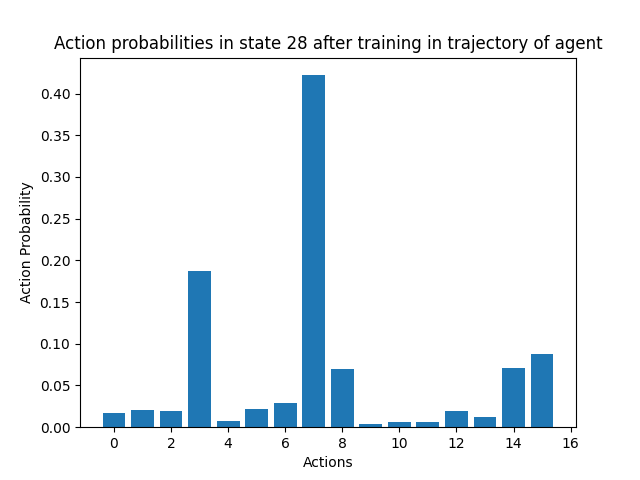 Action probabilities in state 28 after training in trajectory of agent
0.40
0.35
0.30
0.25
0.20
0.15
0.10
0.05
0.00
Action Probability
0 2 4 6 8 10 12 14 16
Actions